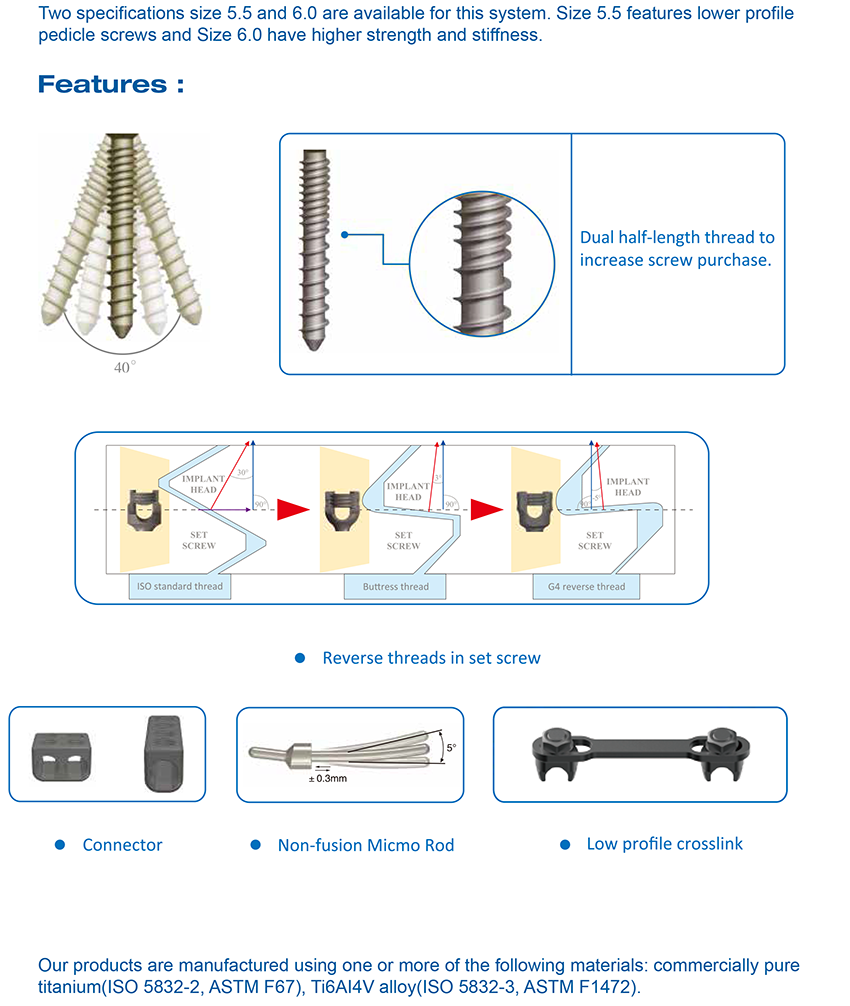 Two specifications size 5.5 and 6.0 are available for this system. Size 5.5 features lower profile
pedicle screws and Size 6.0 have higher strength and stiffness.
Features :
40°
Dual half-length thread to
increase screw purchase.
IMPLANT
HEAD
30°
90°
SET
SCREW
ISO standard thread
IMPLANT
HEAD
3°
90°
SET
SCREW
Buttress thread
IMPLANT
HEAD
-5°
90°
SET
SCREW
G4 reverse thread
● Reverse threads in set screw
5°
± 0.3mm
● Connector
● Non-fusion Micmo Rod
● Low profile crosslink
Our products are manufactured using one or more of the following materials: commercially pure
titanium(ISO 5832-2, ASTM F67), Ti6Al4V alloy(ISO 5832-3, ASTM F1472).